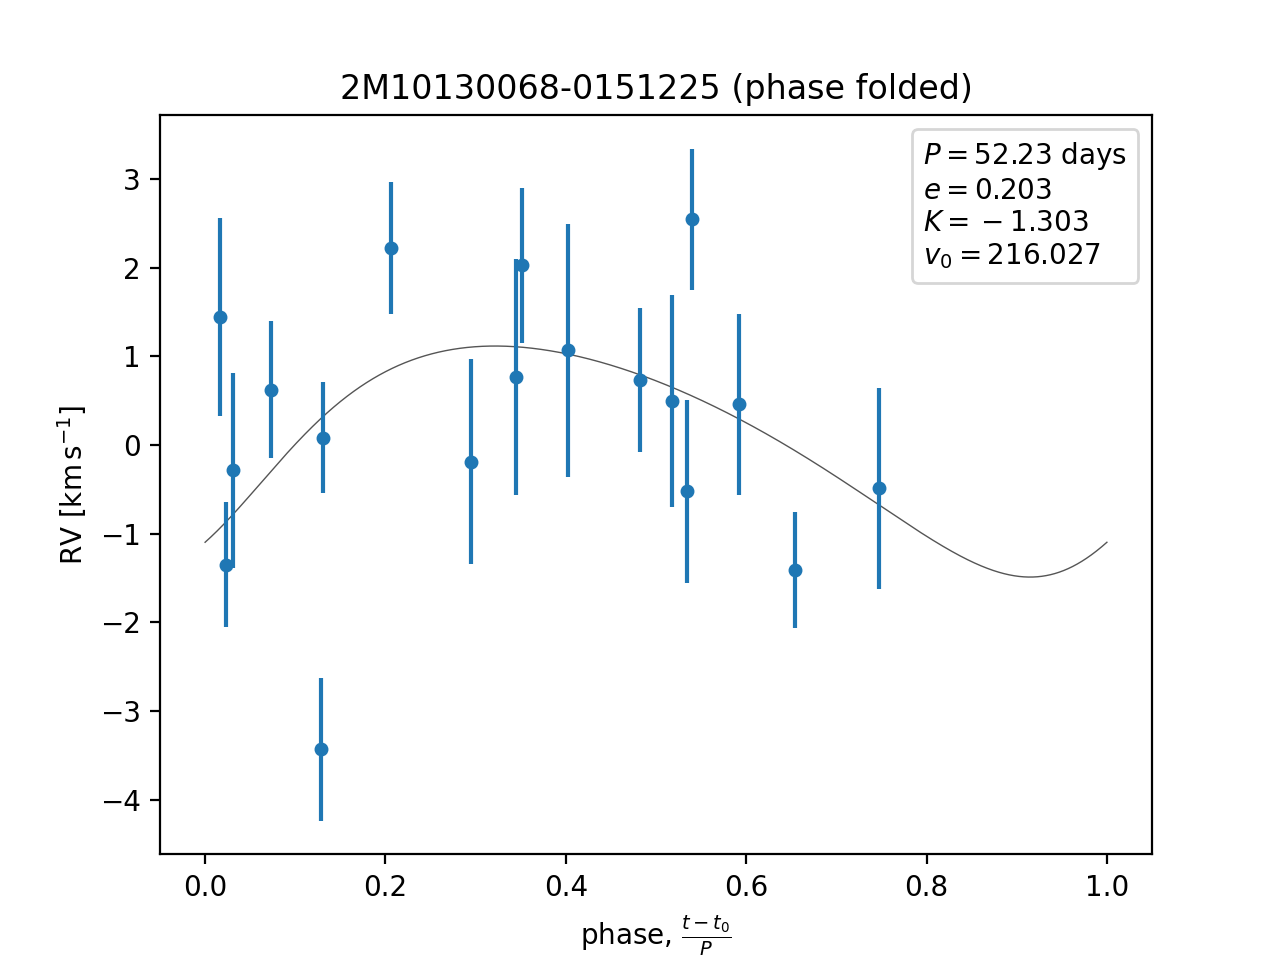 2M10130068-0151225 (phase folded)
P = 52.23 days
e = 0.203
K = −1.303
v₀ = 216.027
3
2
1
0
−1
−2
−3
−4
RV [km s⁻¹]
0.0 0.2 0.4 0.6 0.8 1.0
phase, (t − t₀)/P